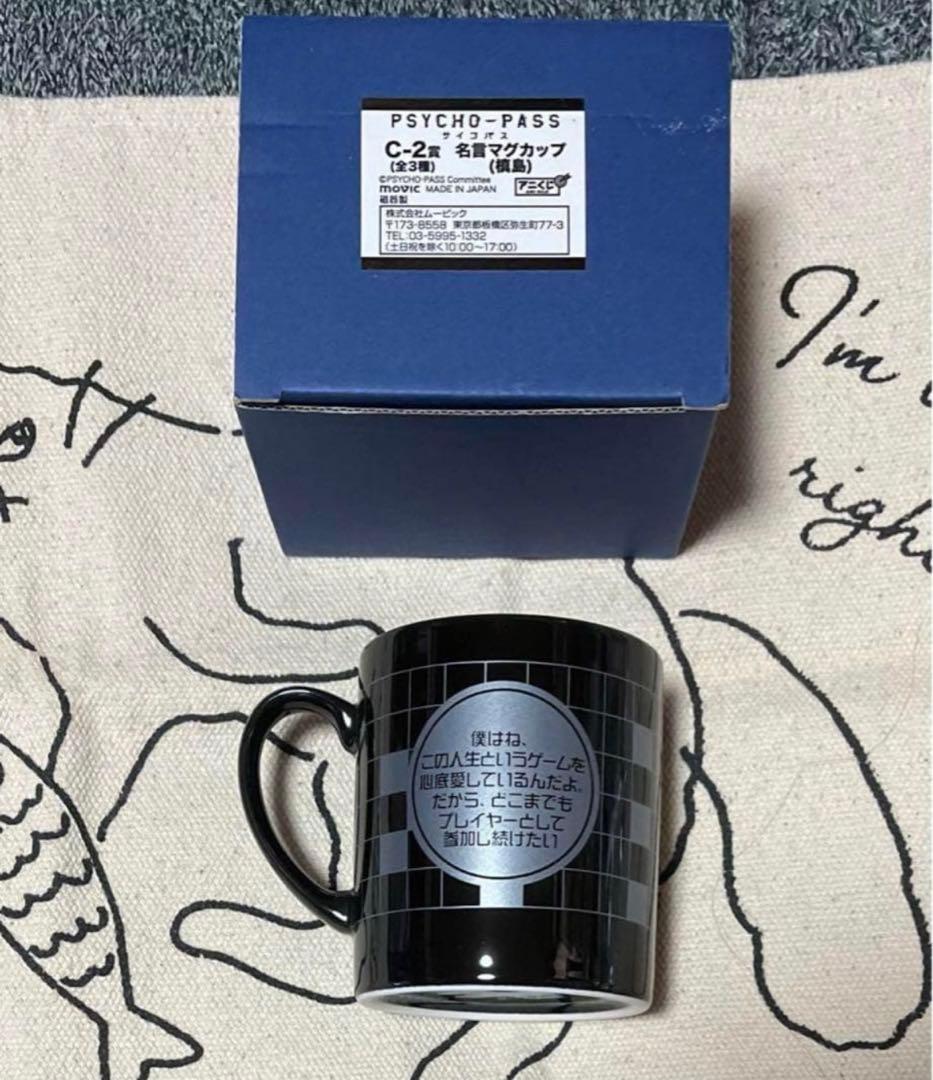 PSYCHO-PASS
サイコパス
C-2賞 名言マグカップ
(全3種) (槙島)
©PSYCHO-PASS Committee
movic MADE IN JAPAN アニくじ
磁器製
株式会社ムービック
〒173-8558 東京都板橋区弥生町77-3
TEL:03-5995-1332
(土日祝を除く10:00~17:00)
I'm
righ
僕はね、
この人生というゲームを
心底愛しているんだよ。
だから、どこまでも
プレイヤーとして
参加し続けたい